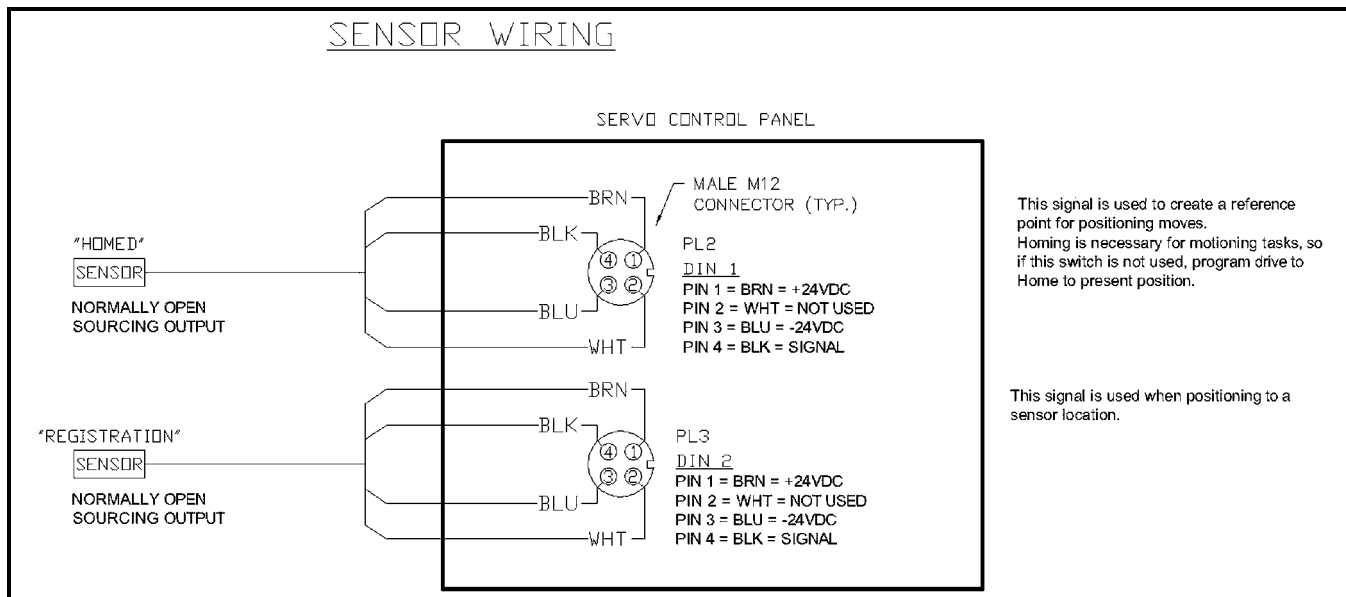 SENSOR WIRING
SERVO CONTROL PANEL
"HOMED"
SENSOR
NORMALLY OPEN
SOURCING OUTPUT
BRN
BLK
BLU
WHT
4 1
3 2
MALE M12
CONNECTOR (TYP.)
PL2
DIN 1
PIN 1 = BRN = +24VDC
PIN 2 = WHT = NOT USED
PIN 3 = BLU = -24VDC
PIN 4 = BLK = SIGNAL
This signal is used to create a reference
point for positioning moves.
Homing is necessary for motioning tasks, so
if this switch is not used, program drive to
Home to present position.
"REGISTRATION"
SENSOR
NORMALLY OPEN
SOURCING OUTPUT
BRN
BLK
BLU
WHT
4 1
3 2
PL3
DIN 2
PIN 1 = BRN = +24VDC
PIN 2 = WHT = NOT USED
PIN 3 = BLU = -24VDC
PIN 4 = BLK = SIGNAL
This signal is used when positioning to a
sensor location.